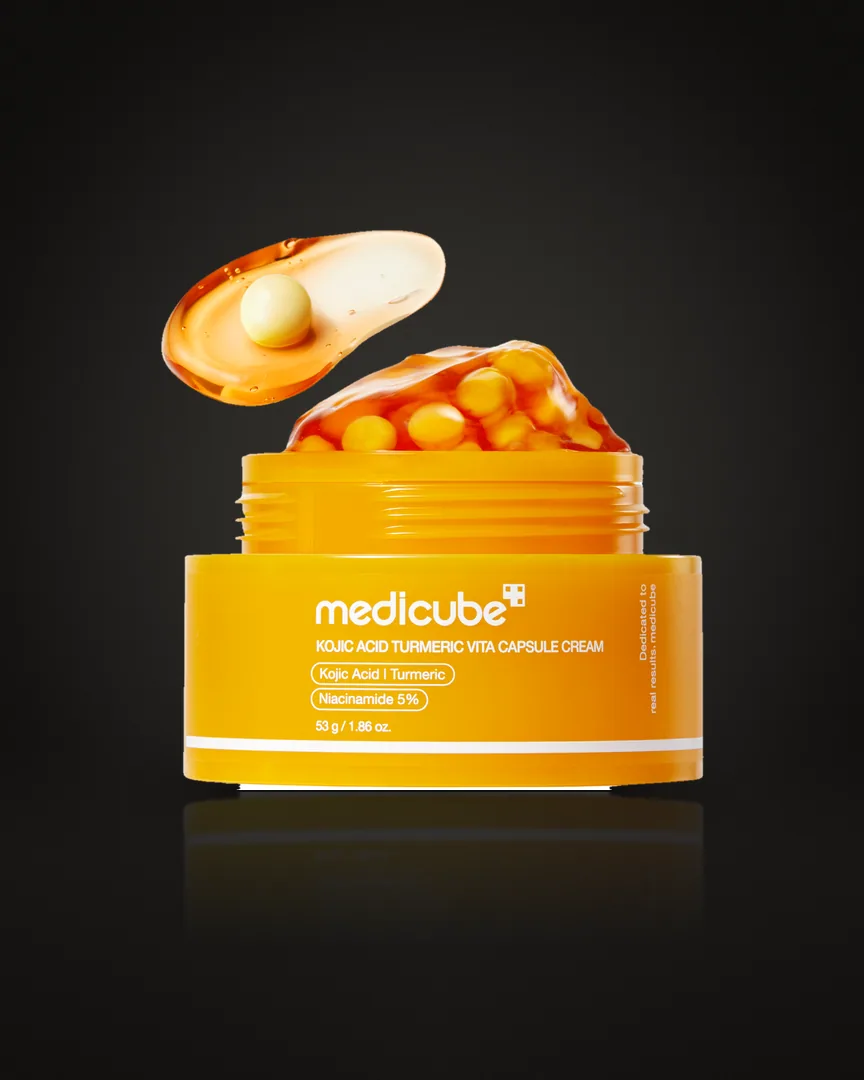 medicube
KOJIC ACID TURMERIC VITA CAPSULE CREAM
Kojic Acid | Turmeric
Niacinamide 5%
53 g / 1.86 oz.
Dedicated to
real results. medicube